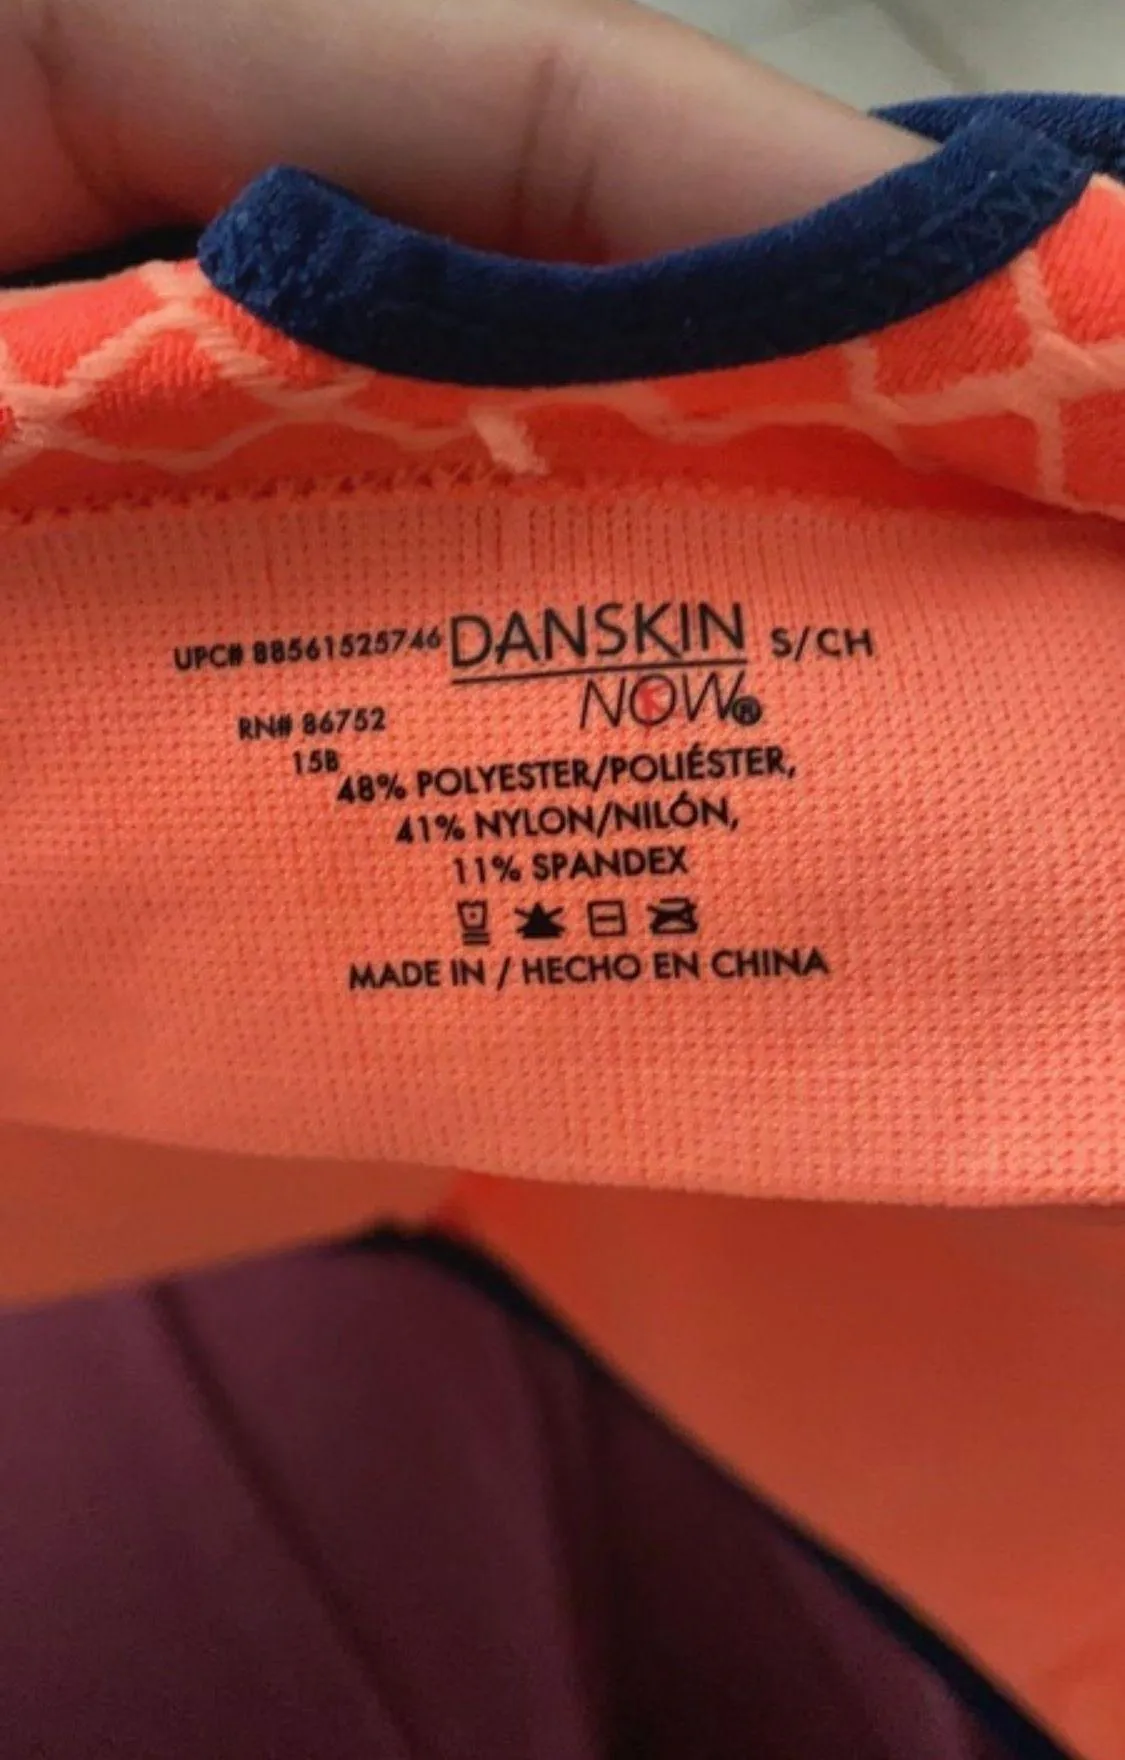 UPC# 88561525746
DANSKIN
NOW®
S/CH
RN# 86752
15B
48% POLYESTER/POLIÉSTER,
41% NYLON/NILÓN,
11% SPANDEX
MADE IN / HECHO EN CHINA